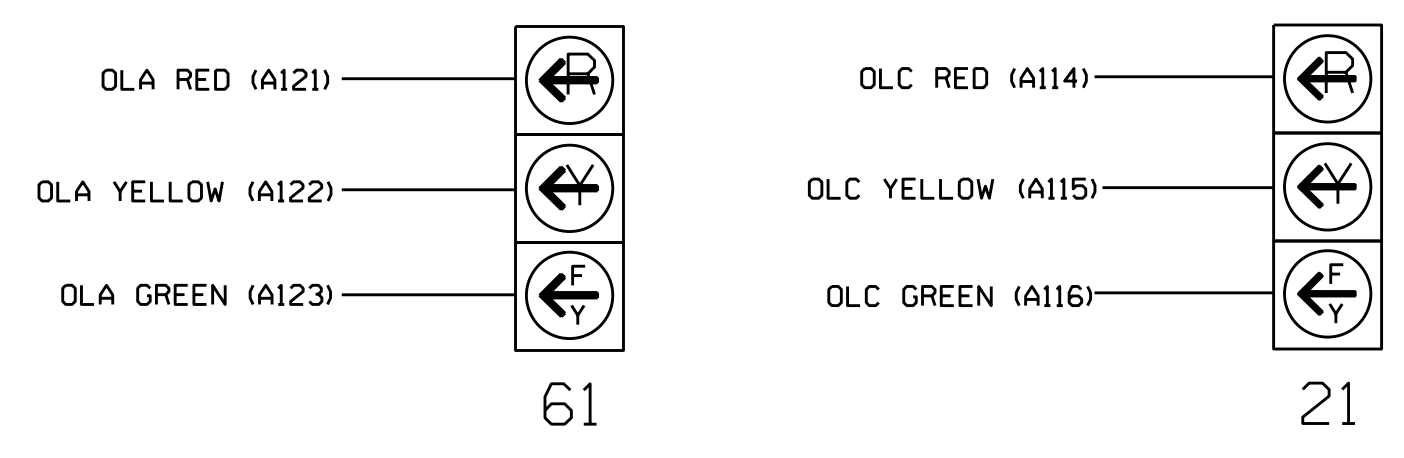 OLA RED (A121)
R
OLA YELLOW (A122)
Y
OLA GREEN (A123)
F
Y
61
OLC RED (A114)
R
OLC YELLOW (A115)
Y
OLC GREEN (A116)
F
Y
21